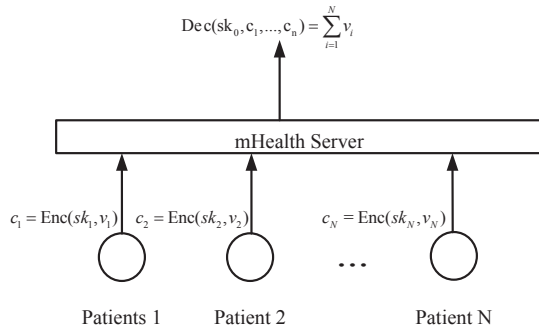 Dec(sk₀,c₁,...,cₙ)=∑ᵢ₌₁ᴺ vᵢ
mHealth Server
c₁ = Enc(sk₁,v₁) c₂ = Enc(sk₂,v₂) c_N = Enc(sk_N,v_N)
...
Patients 1 Patient 2 Patient N